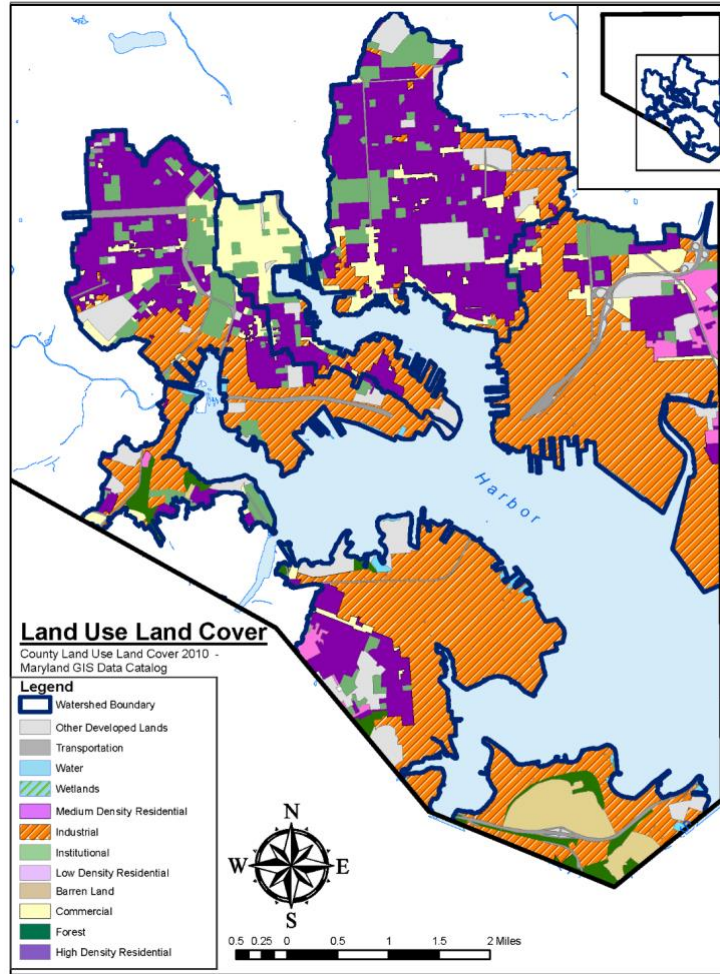 Harbor
Land Use Land Cover
County Land Use Land Cover 2010 -
Maryland GIS Data Catalog
Legend
Watershed Boundary
Other Developed Lands
Transportation
Water
Wetlands
Medium Density Residential
Industrial
Institutional
Low Density Residential
Barren Land
Commercial
Forest
High Density Residential
N
W E
S
0.5 0.25 0 0.5 1 1.5 2 Miles